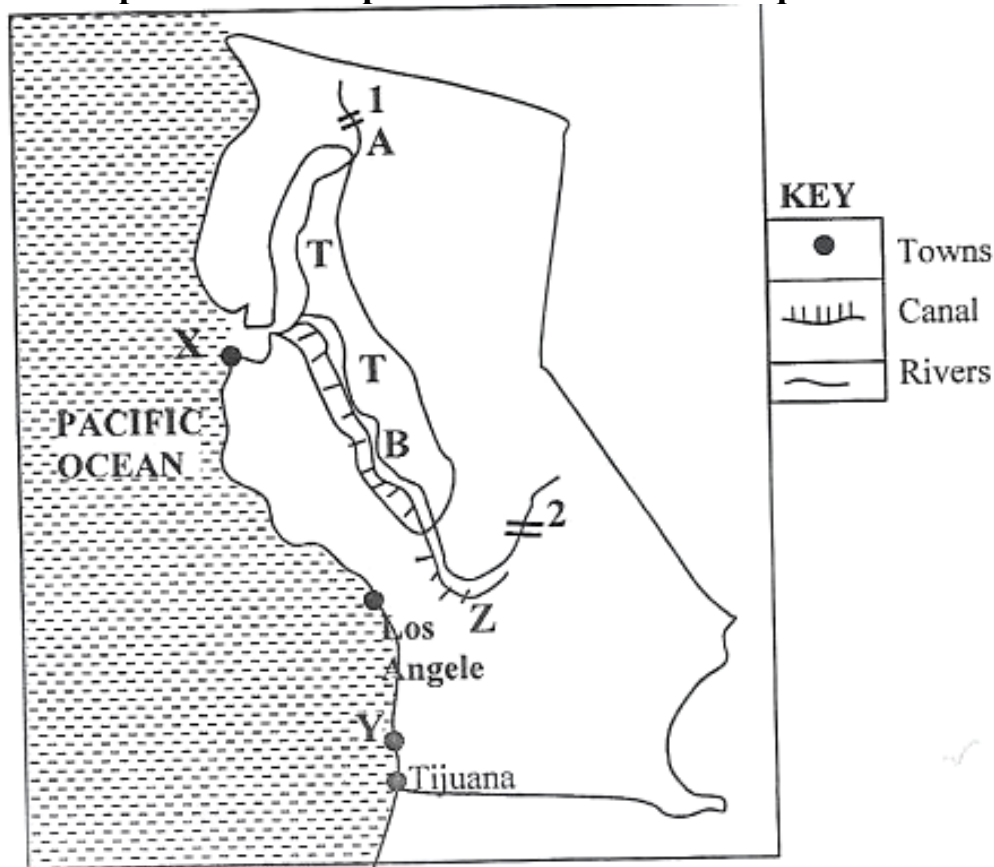 1
A
KEY
Towns
T
Canal
X
T
Rivers
PACIFIC
OCEAN
B
2
Z
Los
Angele
Y
Tijuana